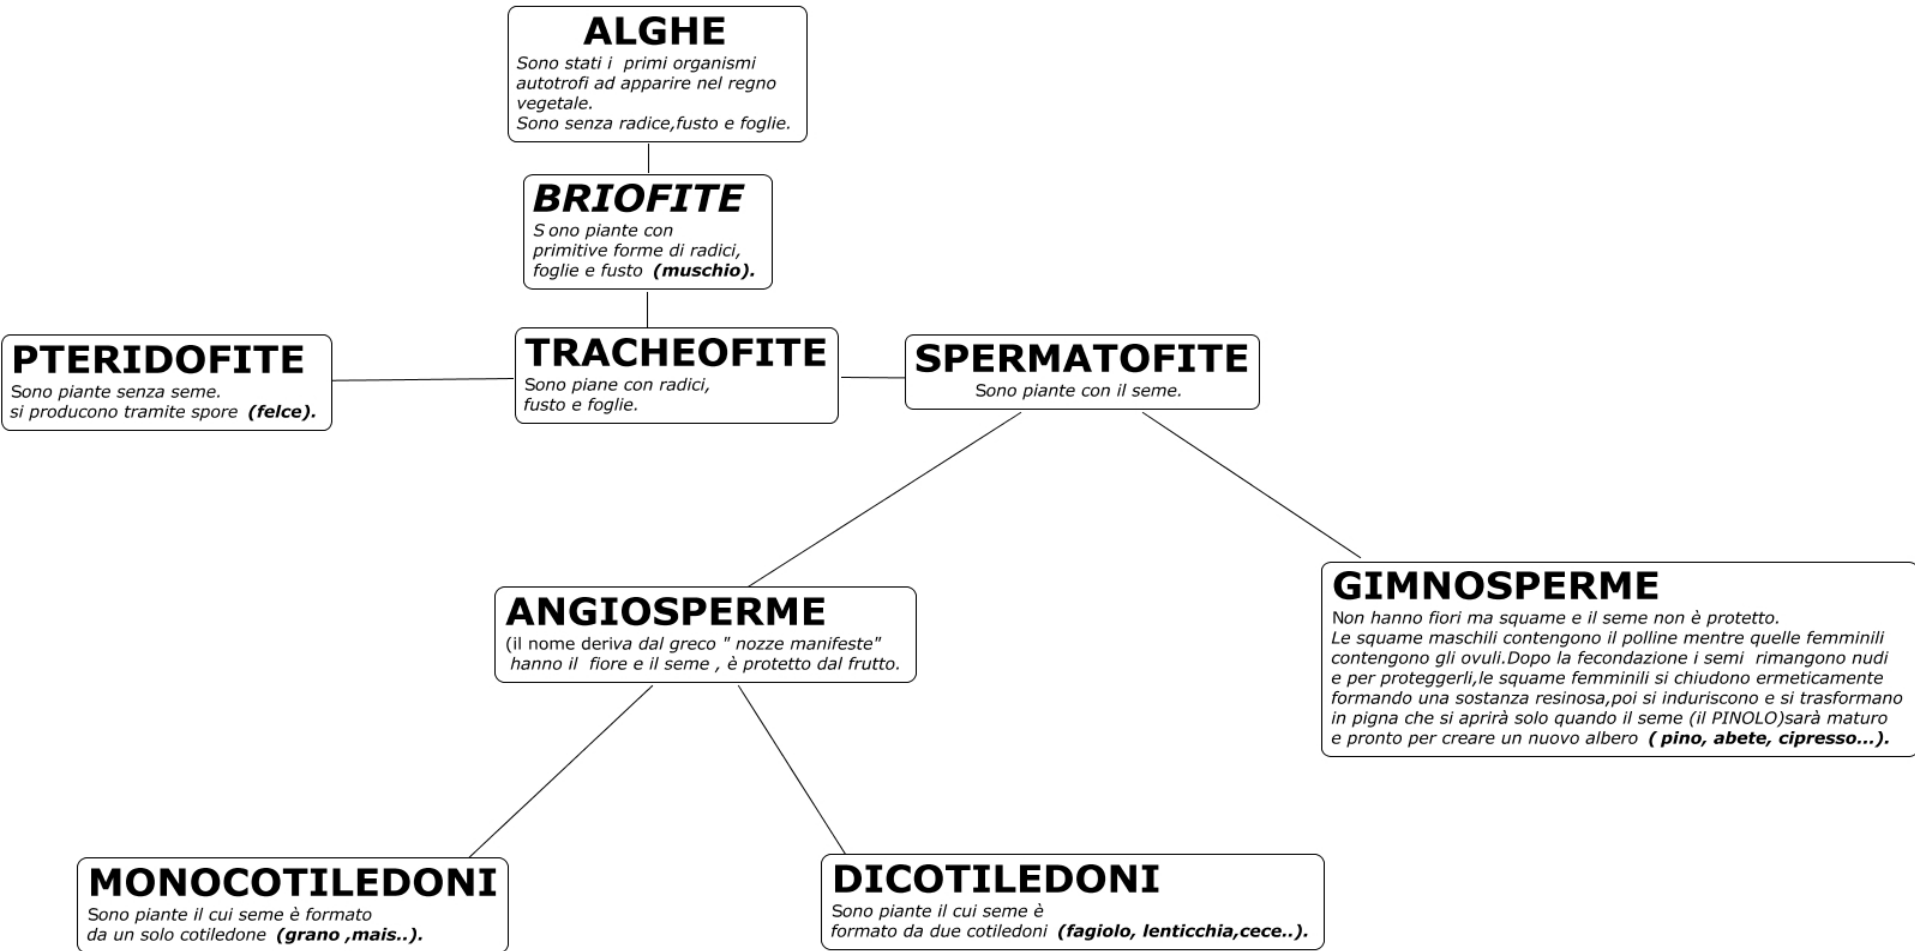 ALGHE
Sono stati i primi organismi
autotrofi ad apparire nel regno
vegetale.
Sono senza radice,fusto e foglie.
BRIOFITE
S ono piante con
primitive forme di radici,
foglie e fusto (muschio).
PTERIDOFITE
Sono piante senza seme.
si producono tramite spore (felce).
TRACHEOFITE
Sono piane con radici,
fusto e foglie.
SPERMATOFITE
Sono piante con il seme.
ANGIOSPERME
(il nome deriva dal greco " nozze manifeste"
hanno il fiore e il seme , è protetto dal frutto.
GIMNOSPERME
Non hanno fiori ma squame e il seme non è protetto.
Le squame maschili contengono il polline mentre quelle femminili
contengono gli ovuli.Dopo la fecondazione i semi rimangono nudi
e per proteggerli,le squame femminili si chiudono ermeticamente
formando una sostanza resinosa,poi si induriscono e si trasformano
in pigna che si aprirà solo quando il seme (il PINOLO)sarà maturo
e pronto per creare un nuovo albero ( pino, abete, cipresso...).
MONOCOTILEDONI
Sono piante il cui seme è formato
da un solo cotiledone (grano ,mais..).
DICOTILEDONI
Sono piante il cui seme è
formato da due cotiledoni (fagiolo, lenticchia,cece..).